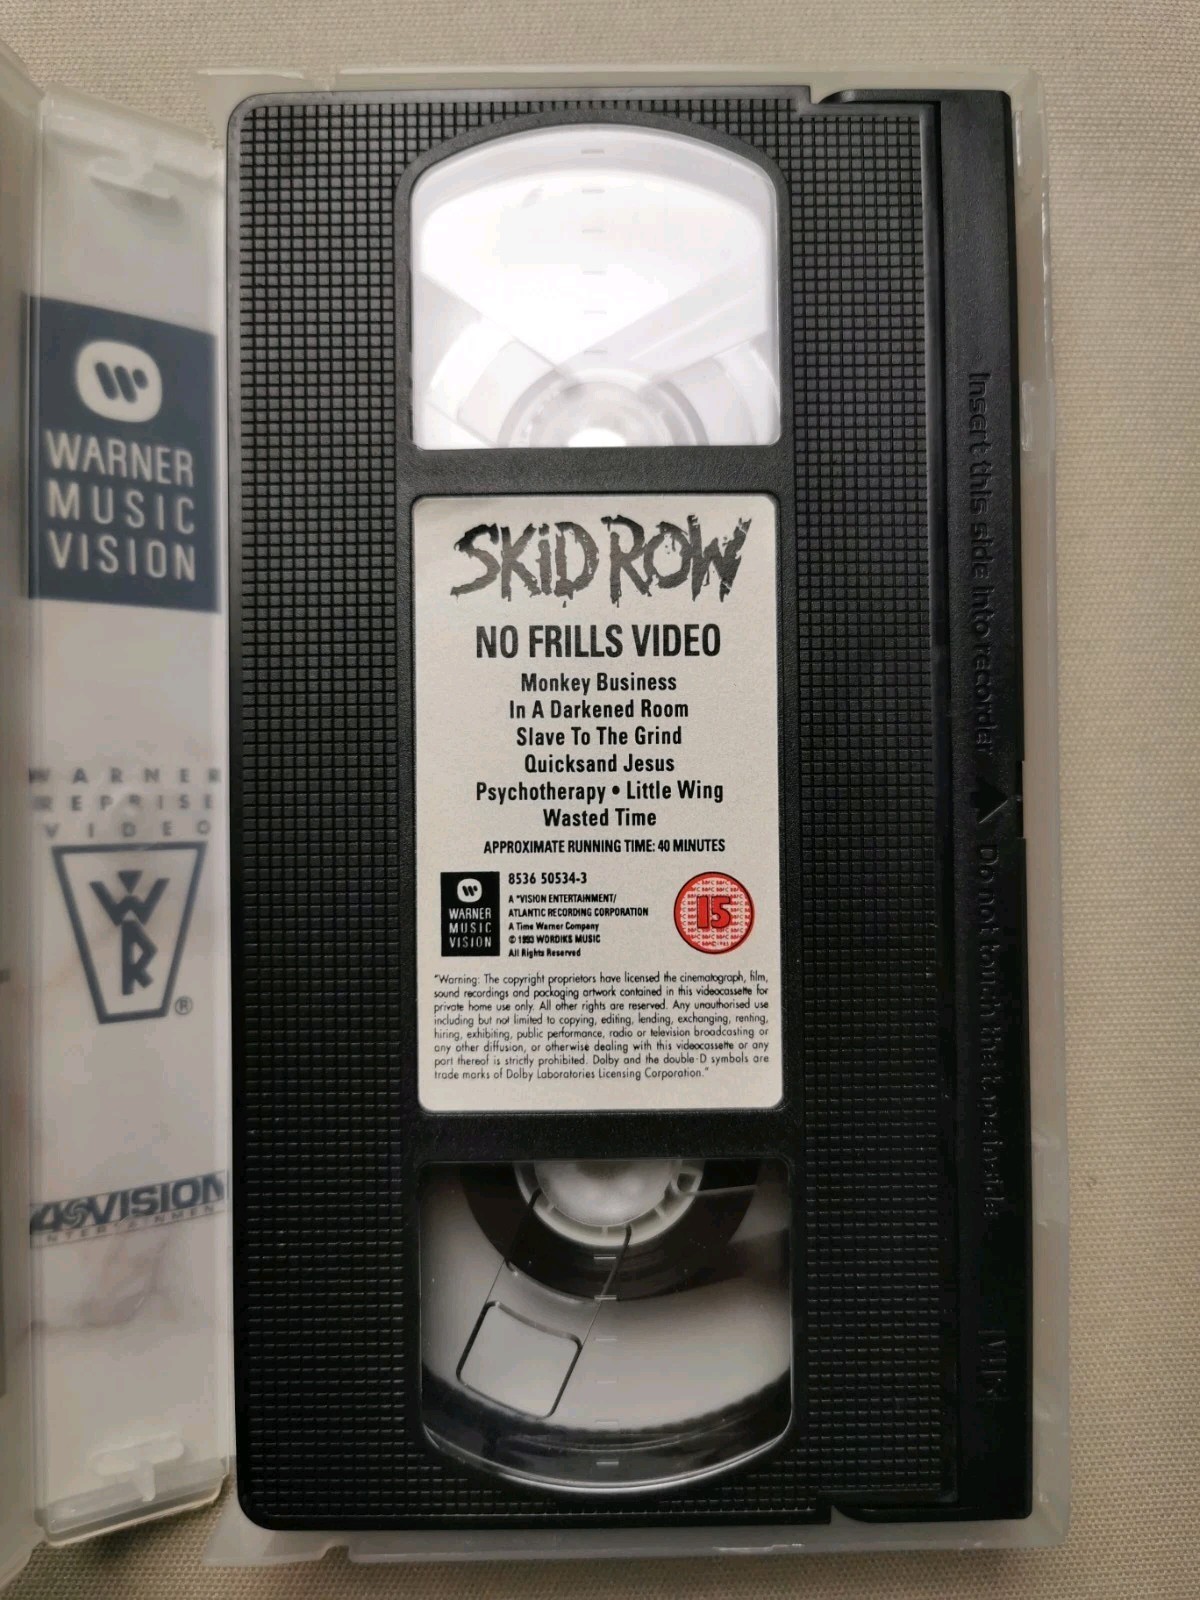 WARNER
MUSIC
VISION
WARNER
REPRISE
VIDEO
WR
®
A*VISION
ENTERTAINMENT
SKiD ROW
NO FRILLS VIDEO
Monkey Business
In A Darkened Room
Slave To The Grind
Quicksand Jesus
Psychotherapy • Little Wing
Wasted Time
APPROXIMATE RUNNING TIME: 40 MINUTES
WARNER
MUSIC
VISION
8536 50534-3
A *VISION ENTERTAINMENT/
ATLANTIC RECORDING CORPORATION
A Time Warner Company
© 1993 WORDIKS MUSIC
All Rights Reserved
15
"Warning: The copyright proprietors have licensed the cinematograph, film,
sound recordings and packaging artwork contained in this videocassette for
private home use only. All other rights are reserved. Any unauthorised use
including but not limited to copying, editing, lending, exchanging, renting,
hiring, exhibiting, public performance, radio or television broadcasting or
any other diffusion, or otherwise dealing with this videocassette or any
part thereof is strictly prohibited. Dolby and the double-D symbols are
trade marks of Dolby Laboratories Licensing Corporation."
Insert this side into recorder
Do not touch the tape inside